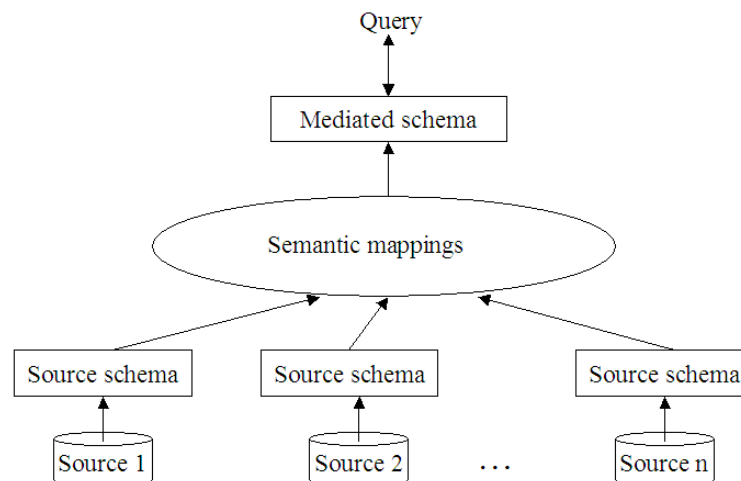 Query
Mediated schema
Semantic mappings
Source schema
Source schema
Source schema
Source 1
Source 2
...
Source n